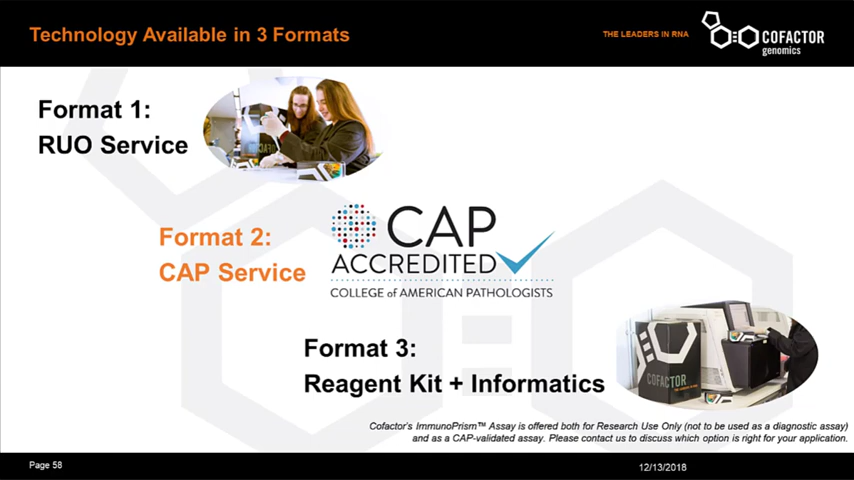 Technology Available in 3 Formats
THE LEADERS IN RNA
COFACTOR
genomics
Format 1:
RUO Service
Format 2:
CAP Service
CAP
ACCREDITED
COLLEGE of AMERICAN PATHOLOGISTS
Format 3:
Reagent Kit + Informatics
COFACTOR
Cofactor's ImmunoPrism™ Assay is offered both for Research Use Only (not to be used as a diagnostic assay)
and as a CAP-validated assay. Please contact us to discuss which option is right for your application.
Page 58
12/13/2018